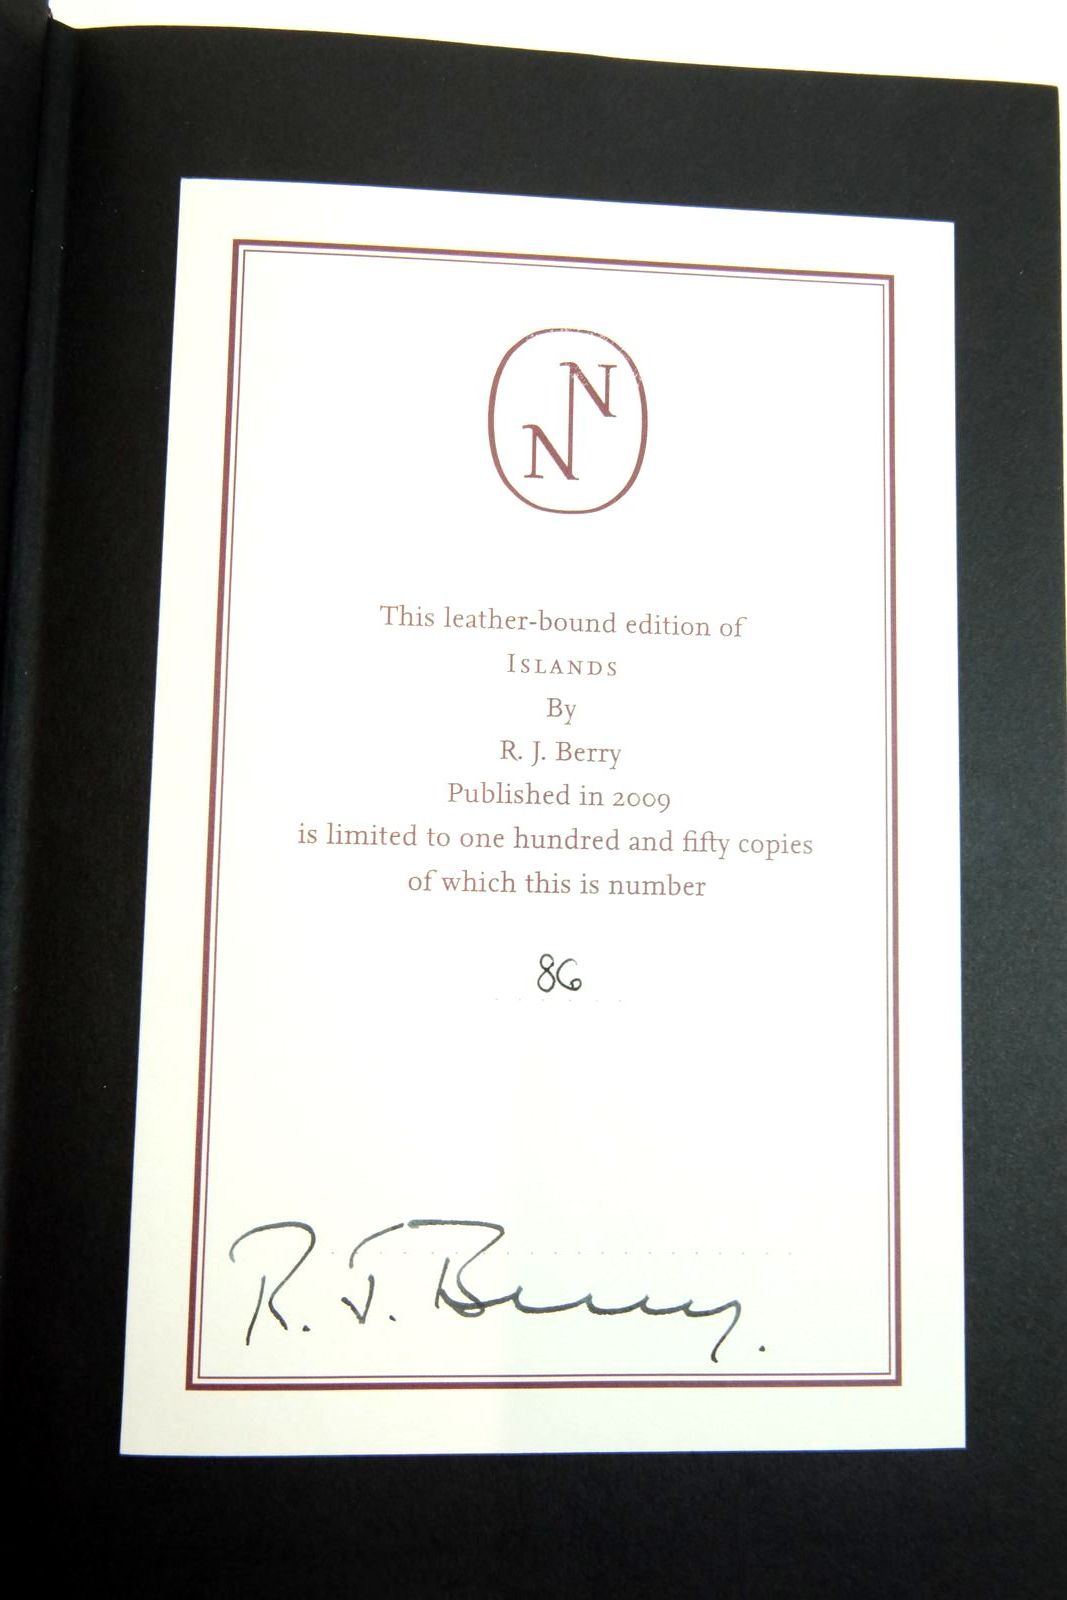 N
N
This leather-bound edition of
ISLANDS
By
R. J. Berry
Published in 2009
is limited to one hundred and fifty copies
of which this is number
86
R. J. Berry.